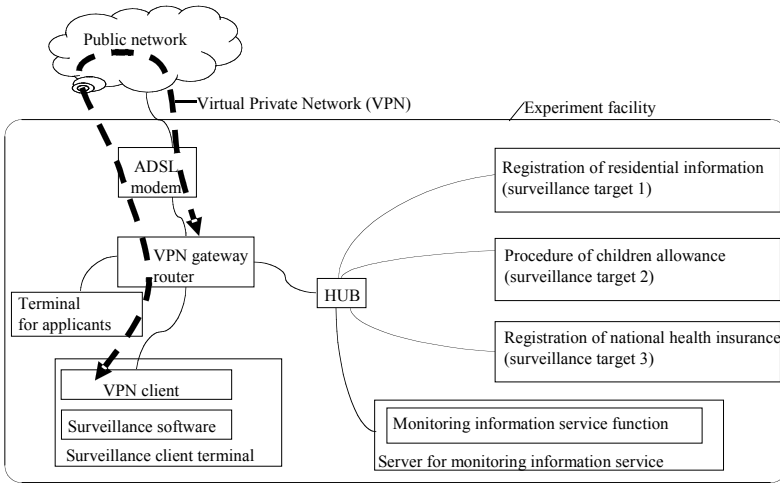 Public network
Virtual Private Network (VPN)
Experiment facility
ADSL
modem
Registration of residential information
(surveillance target 1)
VPN gateway
router
Procedure of children allowance
(surveillance target 2)
HUB
Terminal
for applicants
Registration of national health insurance
(surveillance target 3)
VPN client
Surveillance software
Surveillance client terminal
Monitoring information service function
Server for monitoring information service